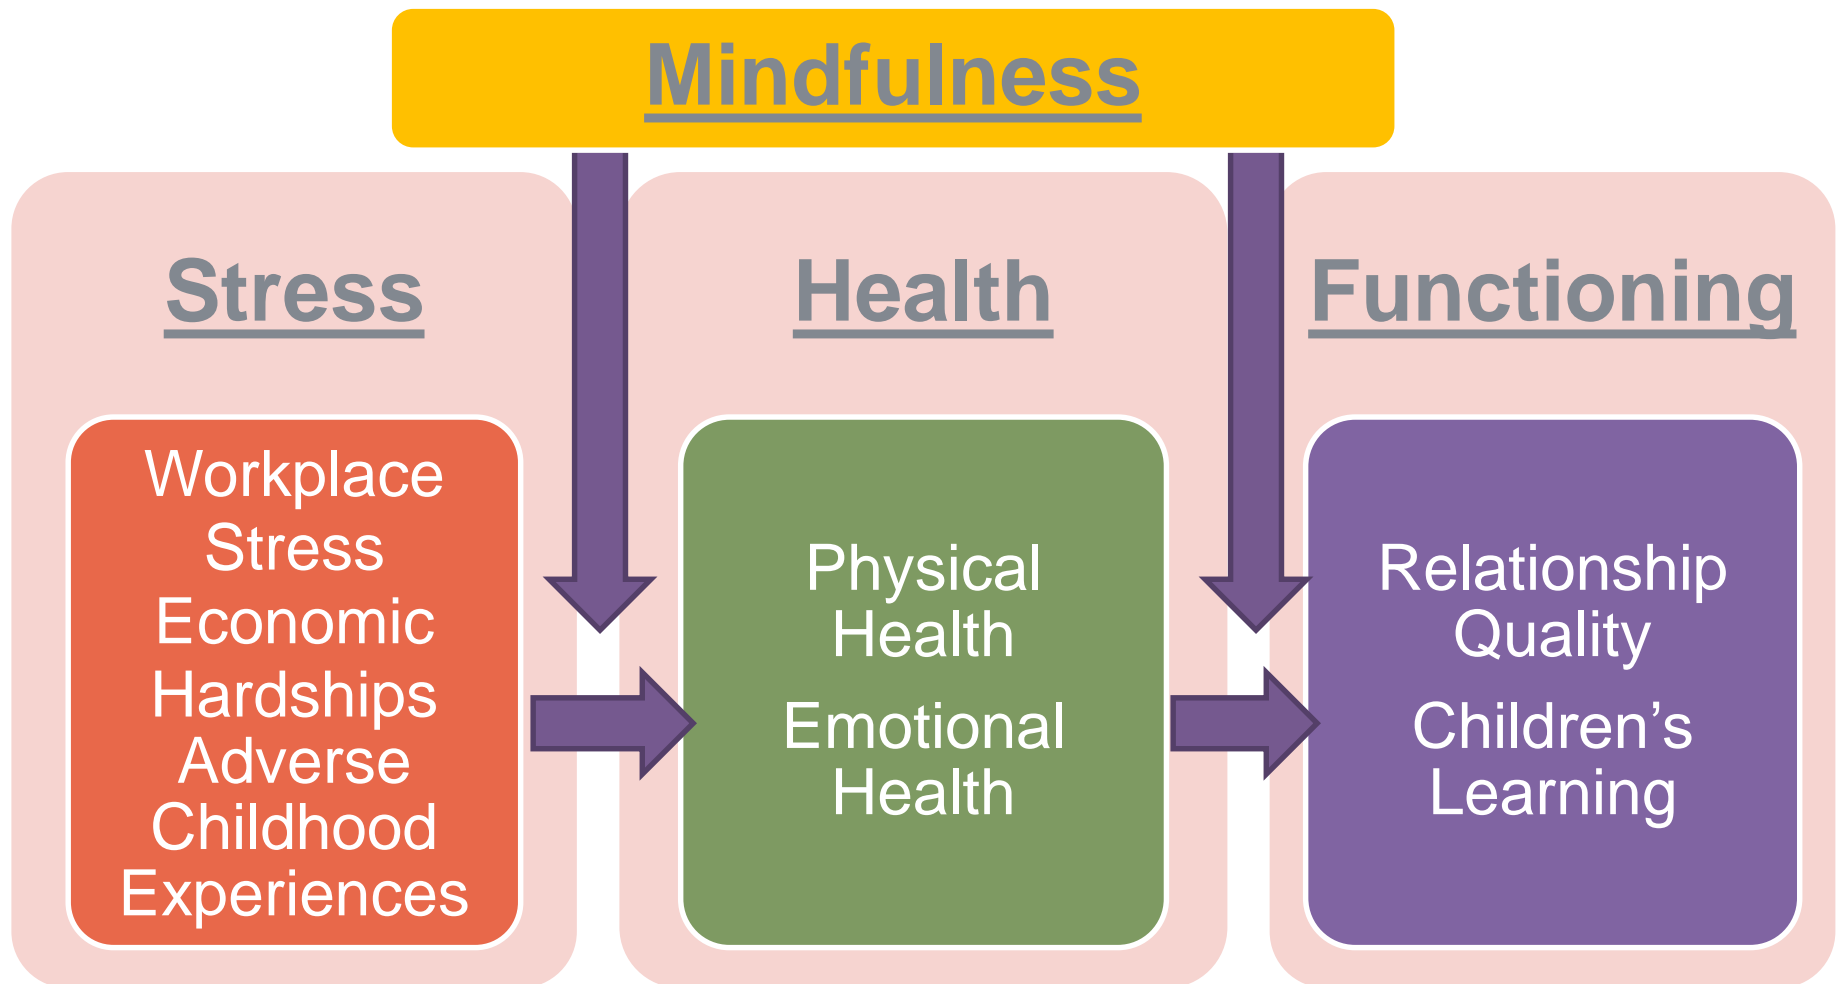 Mindfulness
Stress
Health
Functioning
Workplace
Stress
Economic
Hardships
Adverse
Childhood
Experiences
Physical
Health
Emotional
Health
Relationship
Quality
Children’s
Learning